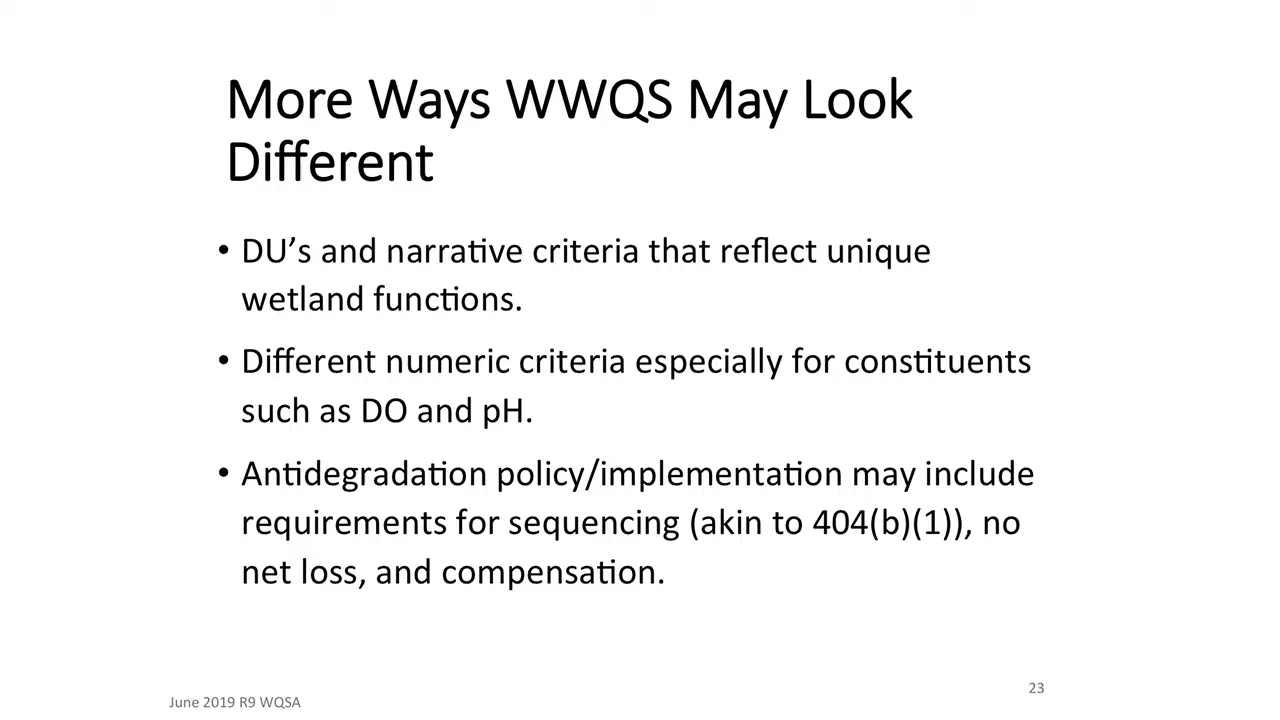 More Ways WWQS May Look
Different
• DU’s and narrative criteria that reflect unique
wetland functions.
• Different numeric criteria especially for constituents
such as DO and pH.
• Antidegradation policy/implementation may include
requirements for sequencing (akin to 404(b)(1)), no
net loss, and compensation.
June 2019 R9 WQSA
23